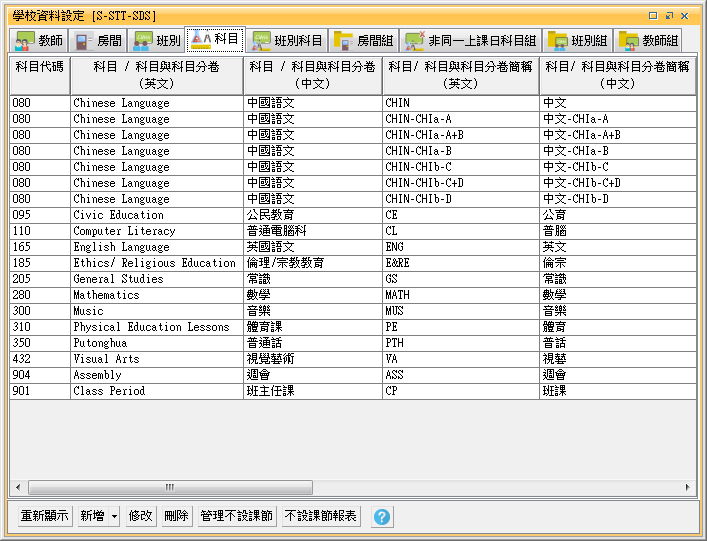 學校資料設定 [S-STT-SDS]
教師 房間 班別 科目 班別科目 房間組 非同一上課日科目組 班別組 教師組
科目代碼 科目 / 科目與科目分卷 (英文) 科目 / 科目與科目分卷 (中文) 科目/ 科目與科目分卷簡稱 (英文) 科目/ 科目與科目分卷簡稱 (中文)
080 Chinese Language 中國語文 CHIN 中文
080 Chinese Language 中國語文 CHIN-CHIa-A 中文-CHIa-A
080 Chinese Language 中國語文 CHIN-CHIa-A+B 中文-CHIa-A+B
080 Chinese Language 中國語文 CHIN-CHIa-B 中文-CHIa-B
080 Chinese Language 中國語文 CHIN-CHIb-C 中文-CHIb-C
080 Chinese Language 中國語文 CHIN-CHIb-C+D 中文-CHIb-C+D
080 Chinese Language 中國語文 CHIN-CHIb-D 中文-CHIb-D
095 Civic Education 公民教育 CE 公育
110 Computer Literacy 普通電腦科 CL 普腦
165 English Language 英國語文 ENG 英文
185 Ethics/ Religious Education 倫理/宗教教育 E&RE 倫宗
205 General Studies 常識 GS 常識
280 Mathematics 數學 MATH 數學
300 Music 音樂 MUS 音樂
310 Physical Education Lessons 體育課 PE 體育
350 Putonghua 普通話 PTH 普話
432 Visual Arts 視覺藝術 VA 視藝
904 Assembly 週會 ASS 週會
901 Class Period 班主任課 CP 班課
重新顯示 新增 修改 刪除 管理不設課節 不設課節報表 ?